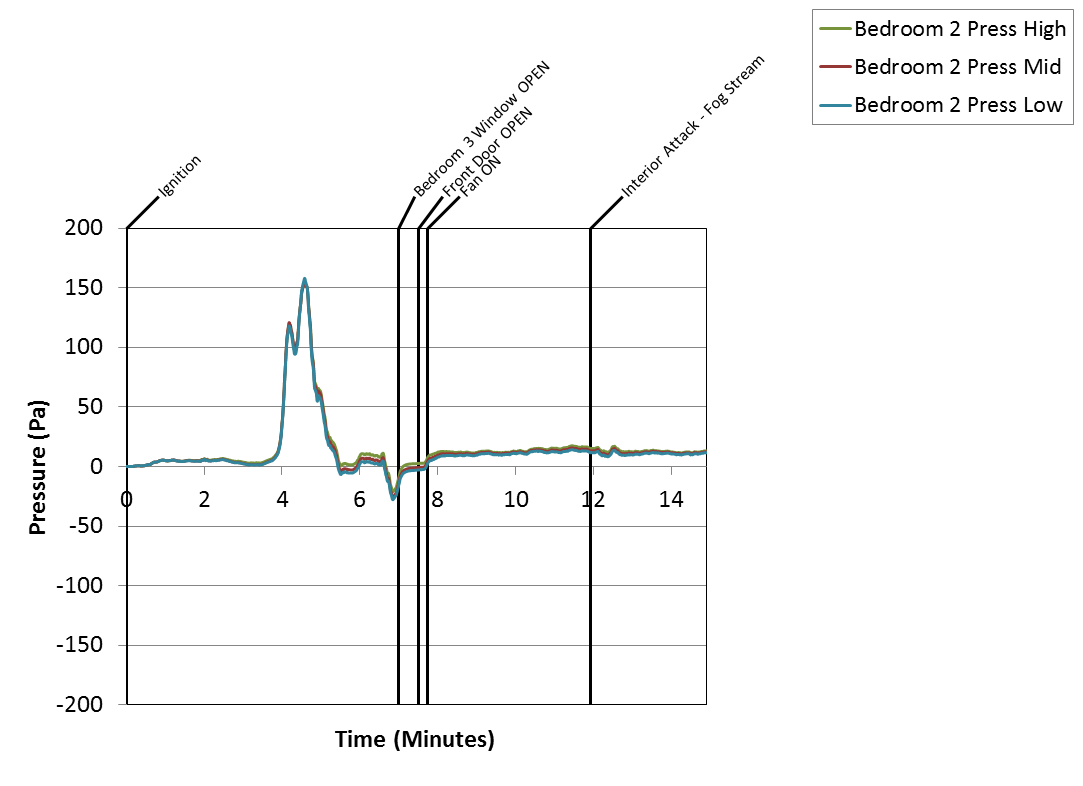 Bedroom 2 Press High
Bedroom 2 Press Mid
Bedroom 2 Press Low
Ignition
Bedroom 3 Window OPEN
Front Door OPEN
Fan ON
Interior Attack - Fog Stream
200
150
100
50
0
-50
-100
-150
-200
0 2 4 6 8 10 12 14
Pressure (Pa)
Time (Minutes)